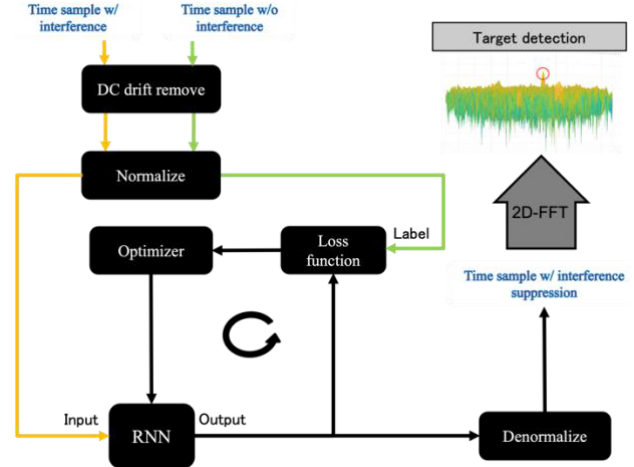 Time sample w/
interference
Time sample w/o
interference
Target detection
DC drift remove
Normalize
2D-FFT
Label
Optimizer
Loss
function
Time sample w/ interference
suppression
Input
RNN
Output
Denormalize